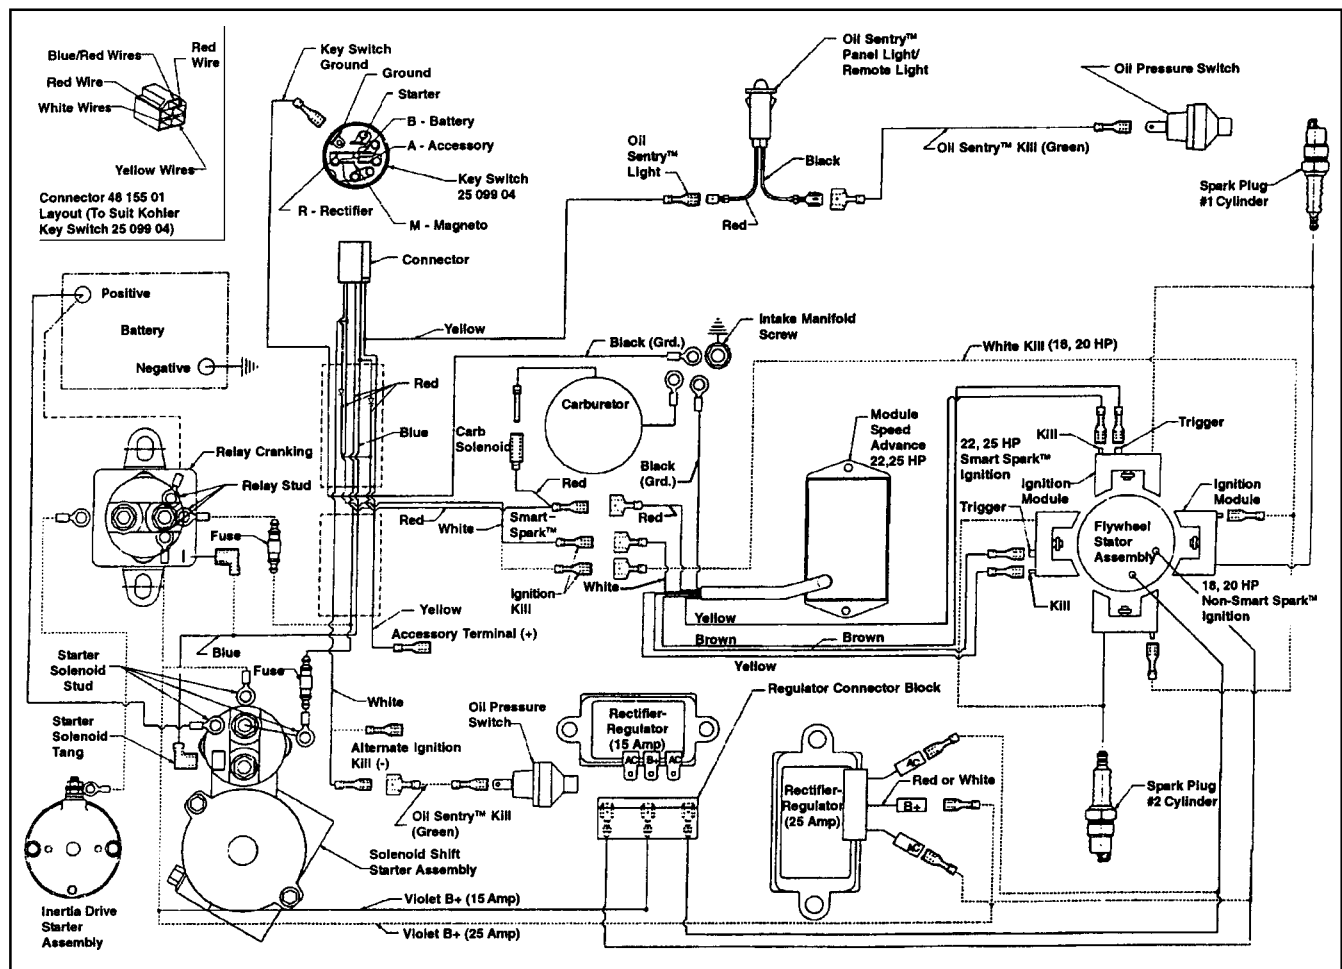 Blue/Red Wires
Red
Wire
Red Wire
White Wires
Yellow Wires
Connector 48 155 01
Layout (To Suit Kohler
Key Switch 25 099 04)
Key Switch
Ground
Ground
Starter
B - Battery
A - Accessory
Key Switch
25 099 04
R - Rectifier
M - Magneto
Connector
Oil Sentry™
Panel Light/
Remote Light
Oil Pressure Switch
Oil
Sentry™
Light
Black
Red
Oil Sentry™ Kill (Green)
Spark Plug
#1 Cylinder
Positive
Battery
Negative
Yellow
Black (Grd.)
Intake Manifold
Screw
White Kill (18, 20 HP)
Red
Blue
Carburetor
Carb
Solenoid
Black
(Grd.)
Module
Speed
Advance
22,25 HP
Kill
Trigger
22, 25 HP
Smart Spark™
Ignition
Ignition
Module
Ignition
Module
Trigger
Flywheel
Stator
Assembly
Kill
18, 20 HP
Non-Smart Spark™
Ignition
Relay Cranking
Relay Stud
Fuse
I
Red
Red
White
Smart
Spark™
Red
Ignition
Kill
White
Yellow
Brown
Brown
Yellow
Yellow
Accessory Terminal (+)
Blue
Starter
Solenoid
Stud
Fuse
White
Starter
Solenoid
Tang
Alternate Ignition
Kill (-)
Oil Pressure
Switch
Oil Sentry™ Kill
(Green)
Rectifier-
Regulator
(15 Amp)
AC
B+
AC
Regulator Connector Block
Rectifier-
Regulator
(25 Amp)
AC
Red or White
B+
AC
Spark Plug
#2 Cylinder
Solenoid Shift
Starter Assembly
Inertia Drive
Starter
Assembly
Violet B+ (15 Amp)
Violet B+ (25 Amp)